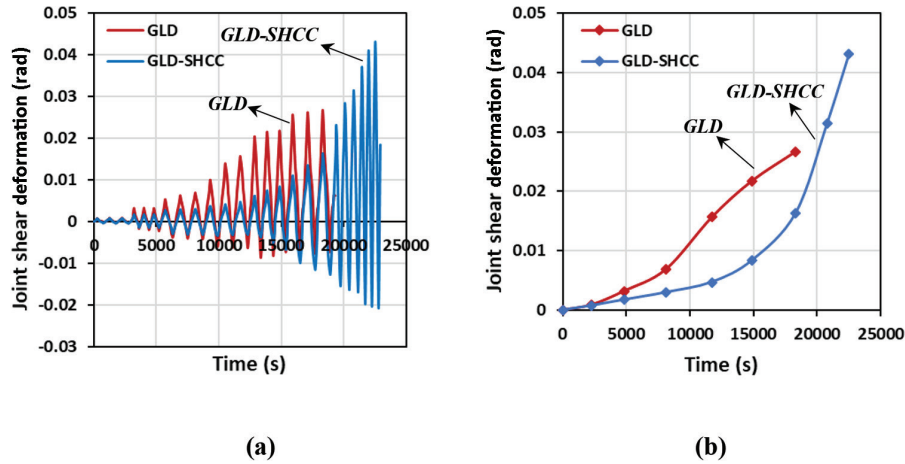 Joint shear deformation (rad)
0.05
0.04
0.03
0.02
0.01
0
-0.01
-0.02
-0.03
GLD
GLD-SHCC
GLD-SHCC
GLD
0 5000 10000 15000 20000 25000
Time (s)
(a)
Joint shear deformation (rad)
0.05
0.04
0.03
0.02
0.01
0
GLD
GLD-SHCC
GLD-SHCC
GLD
0 5000 10000 15000 20000 25000
Time (s)
(b)